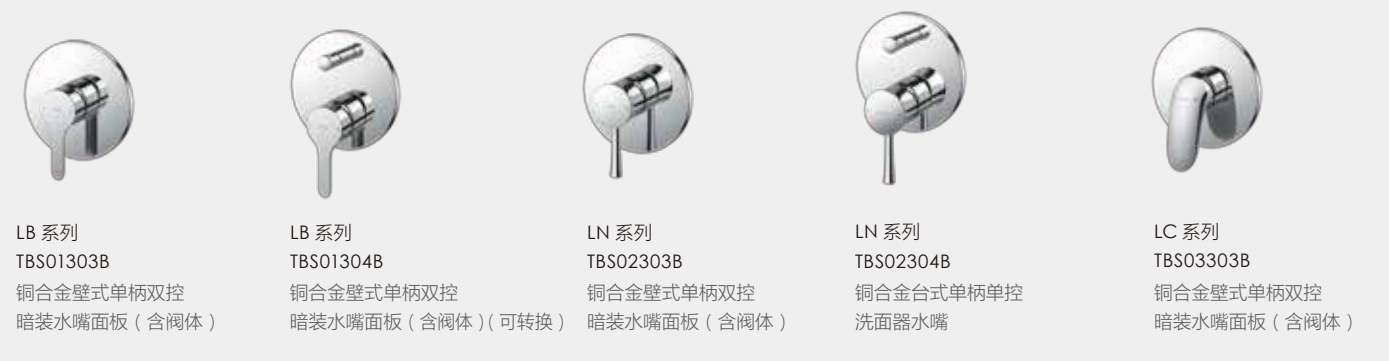 LB 系列
TBS01303B
铜合金壁式单柄双控
暗装水嘴面板（含阀体）
LB 系列
TBS01304B
铜合金壁式单柄双控
暗装水嘴面板（含阀体）（可转换）
LN 系列
TBS02303B
铜合金壁式单柄双控
暗装水嘴面板（含阀体）
LN 系列
TBS02304B
铜合金台式单柄单控
洗面器水嘴
LC 系列
TBS03303B
铜合金壁式单柄双控
暗装水嘴面板（含阀体）